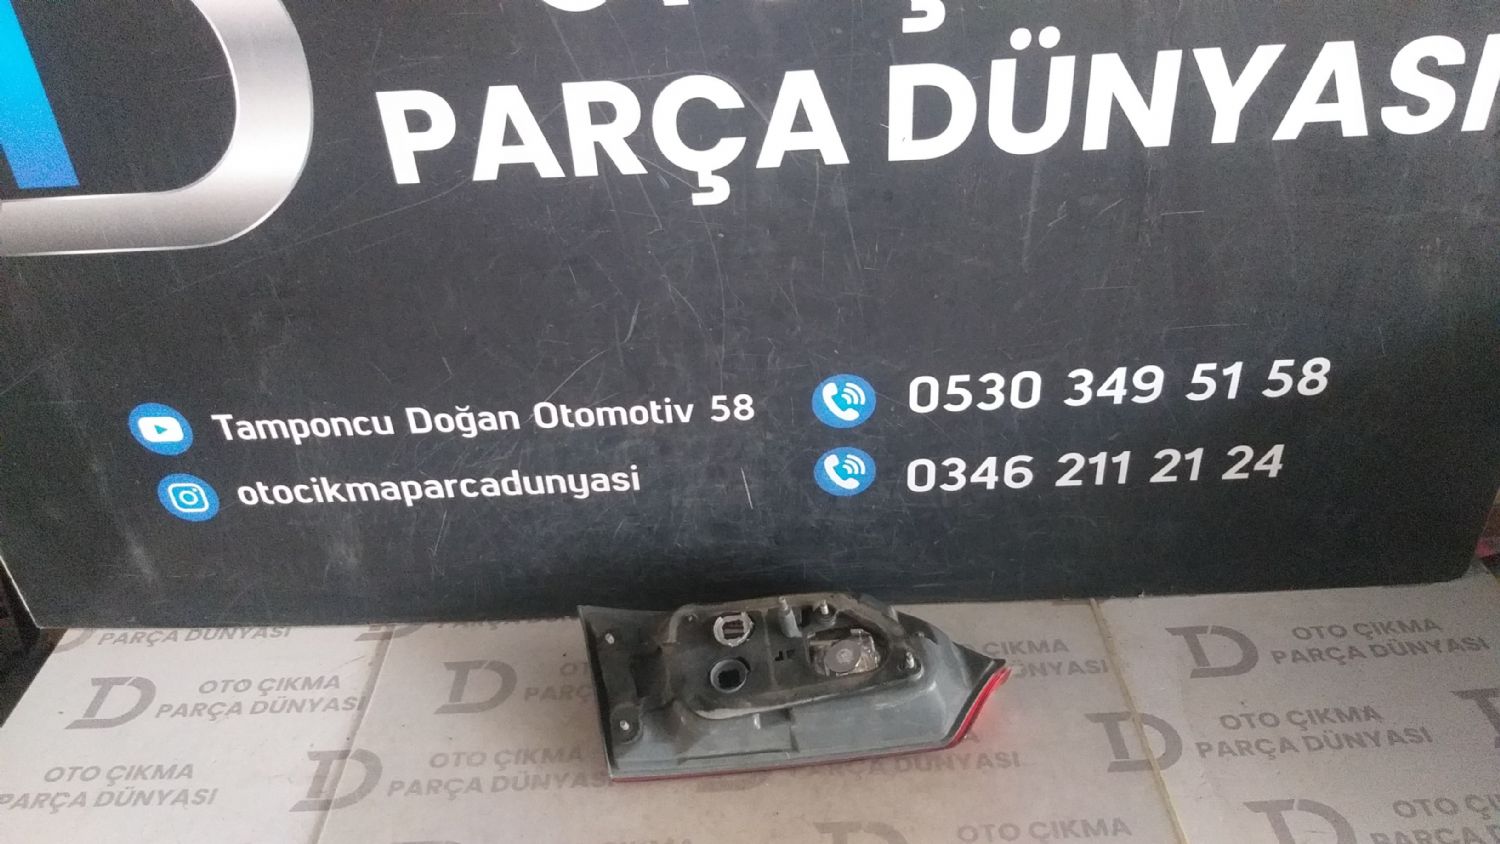 PARÇA DÜNYASI
Tamponcu Doğan Otomotiv 58
0530 349 51 58
otocikmaparcadunyasi
0346 211 21 24
PARÇA DÜNYASI
OTO ÇIKMA
PARÇA DÜNYASI
OTO ÇIKMA
PARÇA DÜNYASI
OTO ÇIKMA
PARÇA DÜNYASI
OTO ÇIKMA
PARÇA DÜNYASI
OTO ÇIKMA
PARÇA DÜNYASI
OTO ÇIKMA